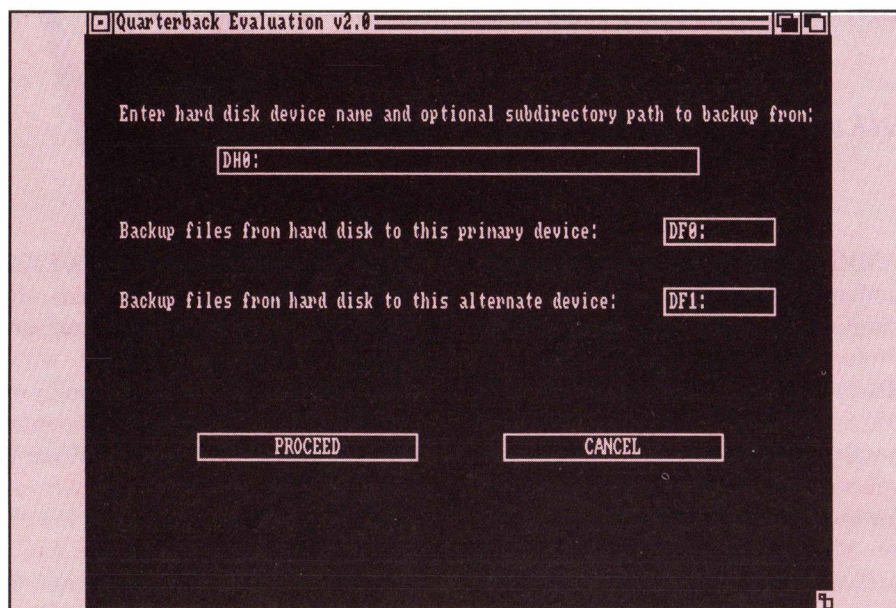 Quarterback Evaluation v2.0
Enter hard disk device name and optional subdirectory path to backup from:
DH0:
Backup files from hard disk to this primary device:
DF0:
Backup files from hard disk to this alternate device:
DF1:
PROCEED
CANCEL